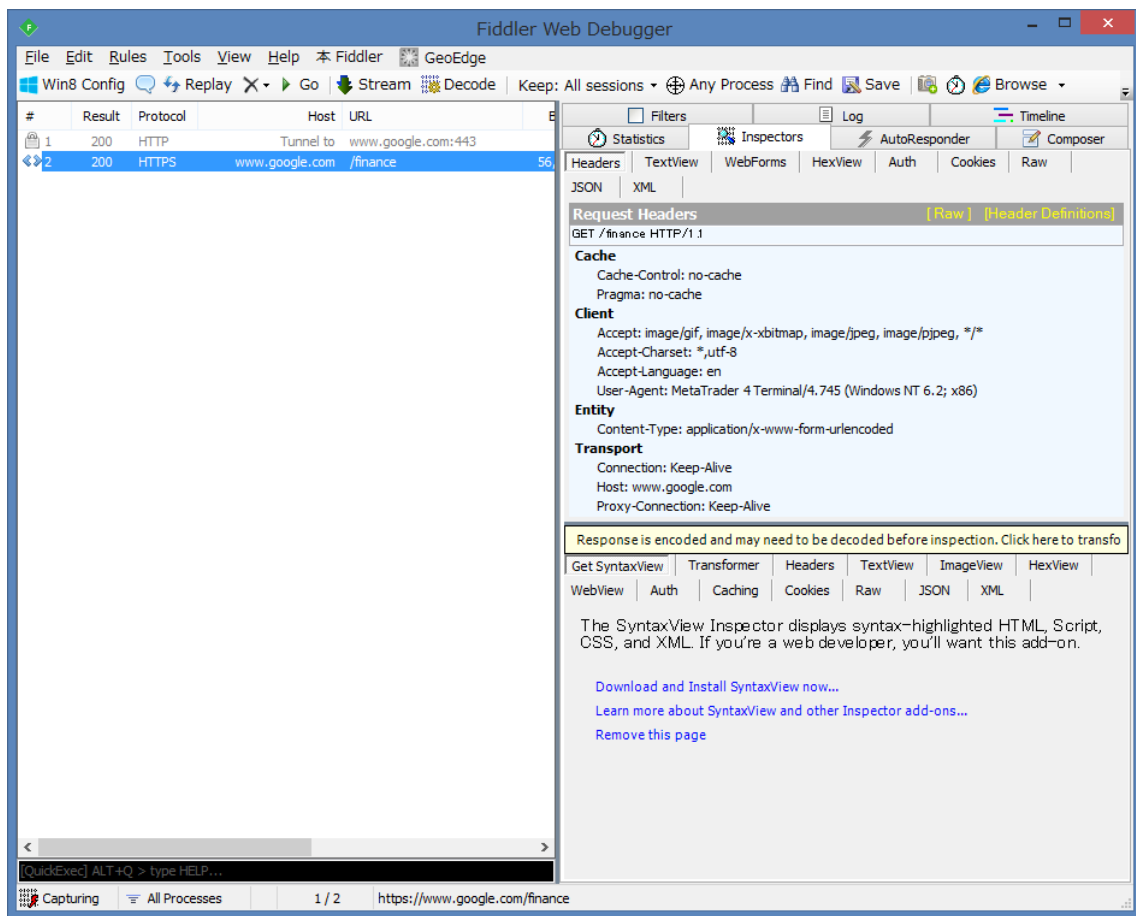 Fiddler Web Debugger
File Edit Rules Tools View Help 本 Fiddler GeoEdge
Win8 Config Replay Go Stream Decode Keep: All sessions Any Process Find Save Browse
# Result Protocol Host URL B
1 200 HTTP Tunnel to www.google.com:443
2 200 HTTPS www.google.com /finance 56,
Filters Log Timeline
Statistics Inspectors AutoResponder Composer
Headers TextView WebForms HexView Auth Cookies Raw
JSON XML
Request Headers [ Raw ] [Header Definitions]
GET /finance HTTP/1.1
Cache
Cache-Control: no-cache
Pragma: no-cache
Client
Accept: image/gif, image/x-xbitmap, image/jpeg, image/pjpeg, */*
Accept-Charset: *,utf-8
Accept-Language: en
User-Agent: MetaTrader 4 Terminal/4.745 (Windows NT 6.2; x86)
Entity
Content-Type: application/x-www-form-urlencoded
Transport
Connection: Keep-Alive
Host: www.google.com
Proxy-Connection: Keep-Alive
Response is encoded and may need to be decoded before inspection. Click here to transfo
Get SyntaxView Transformer Headers TextView ImageView HexView
WebView Auth Caching Cookies Raw JSON XML
The SyntaxView Inspector displays syntax-highlighted HTML, Script,
CSS, and XML. If you're a web developer, you'll want this add-on.
Download and Install SyntaxView now...
Learn more about SyntaxView and other Inspector add-ons...
Remove this page
[QuickExec] ALT+Q > type HELP...
Capturing All Processes 1 / 2 https://www.google.com/finance